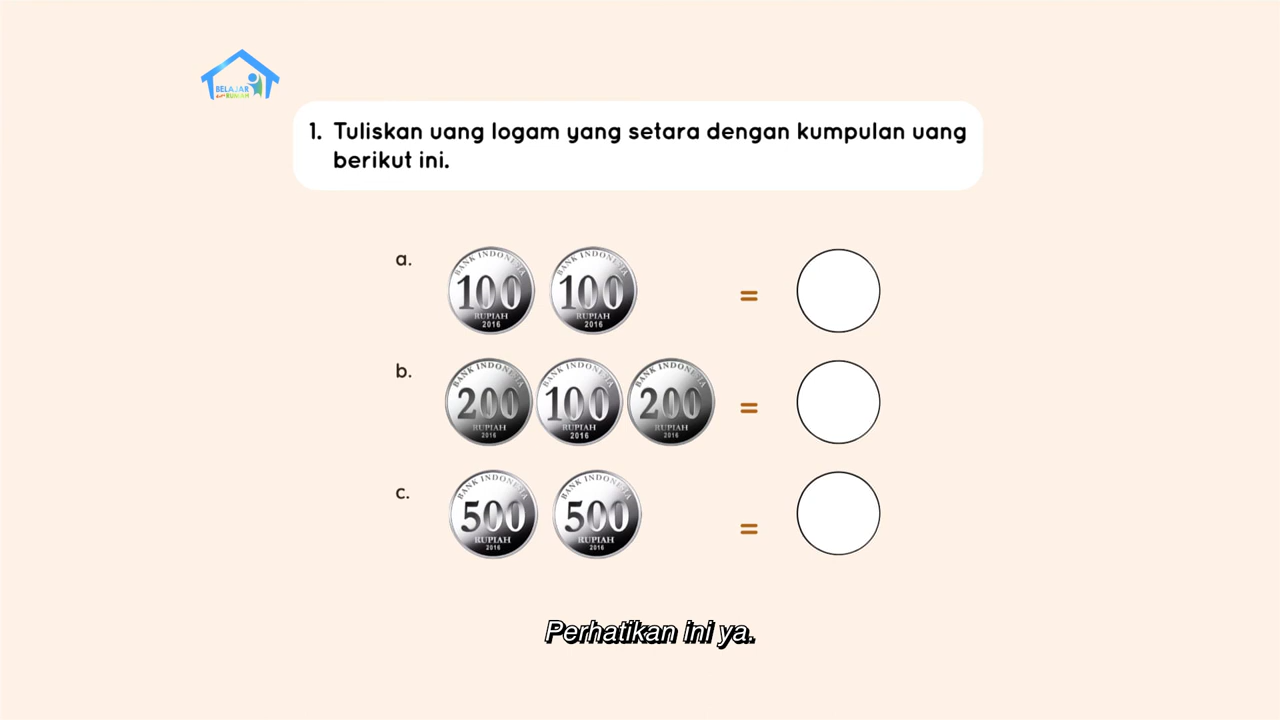 BELAJAR
dari RUMAH
1. Tuliskan uang logam yang setara dengan kumpulan uang
berikut ini.
a.
BANK INDONESIA
100
RUPIAH
2016
BANK INDONESIA
100
RUPIAH
2016
=
b.
BANK INDONESIA
200
RUPIAH
2016
BANK INDONESIA
100
RUPIAH
2016
BANK INDONESIA
200
RUPIAH
2016
=
c.
BANK INDONESIA
500
RUPIAH
2016
BANK INDONESIA
500
RUPIAH
2016
=
Perhatikan ini ya.